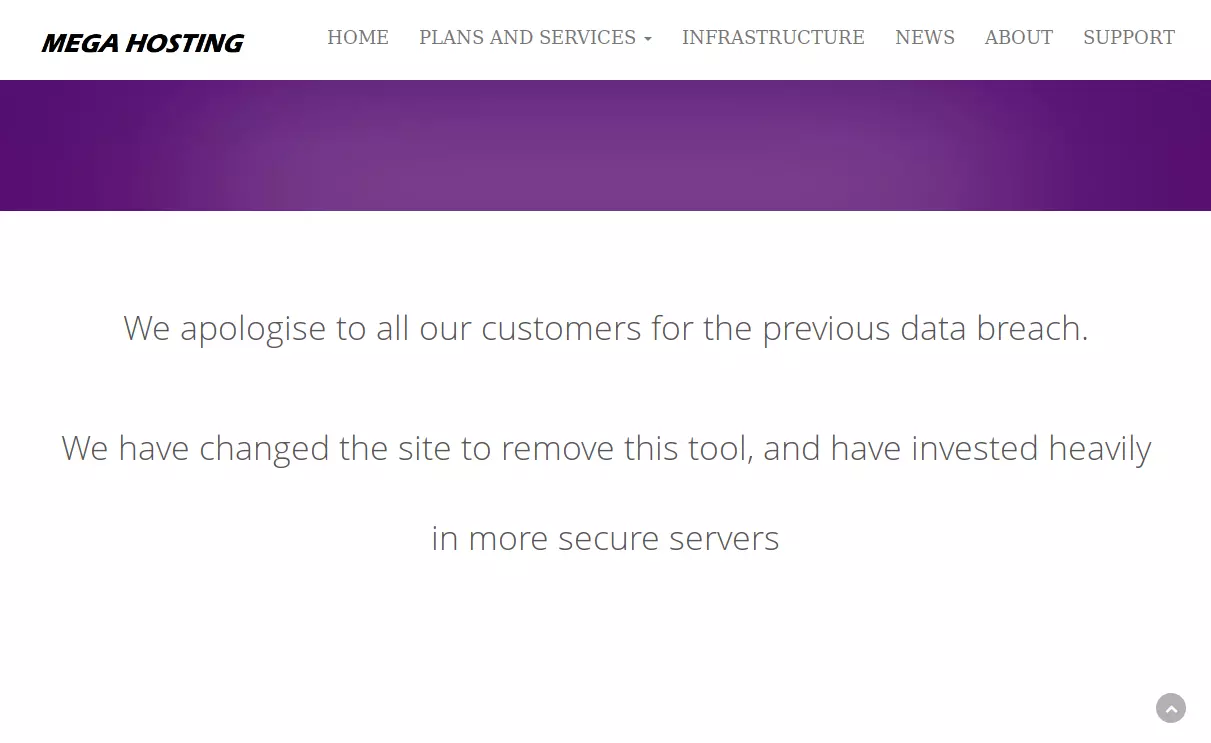 MEGA HOSTING
HOME PLANS AND SERVICES INFRASTRUCTURE NEWS ABOUT SUPPORT
We apologise to all our customers for the previous data breach.
We have changed the site to remove this tool, and have invested heavily
in more secure servers